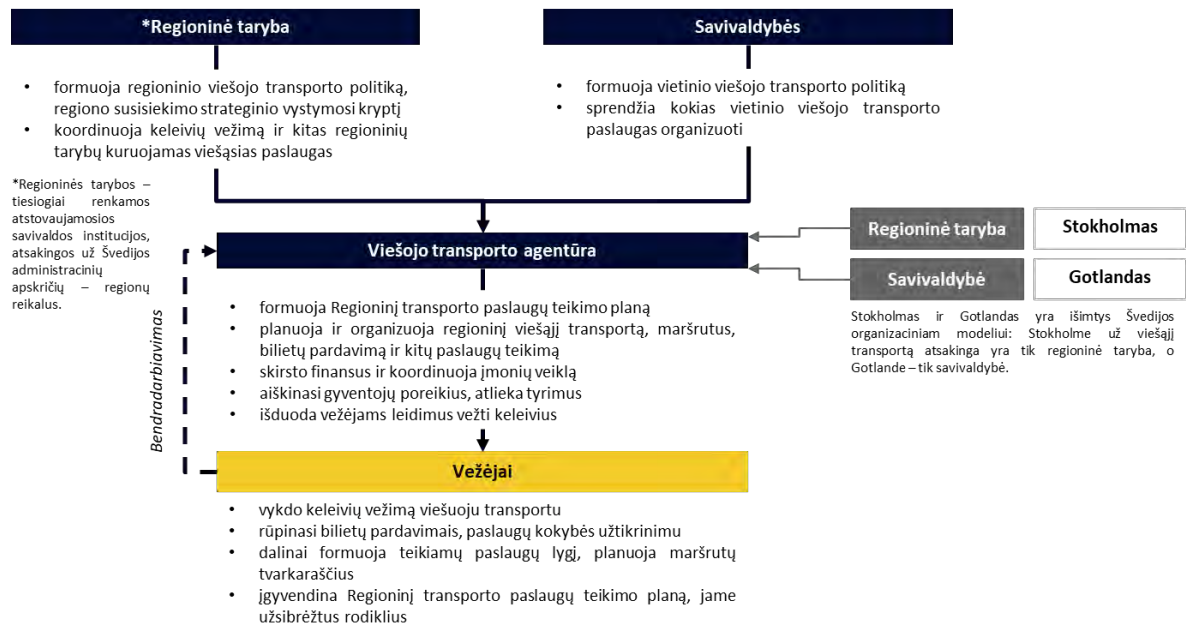 *Regioninė taryba
Savivaldybės
• formuoja regioninio viešojo transporto politiką,
regiono susisiekimo strateginio vystymosi kryptį
• koordinuoja keleivių vežimą ir kitas regioninių
tarybų kuruojamas viešąsias paslaugas
• formuoja vietinio viešojo transporto politiką
• sprendžia kokias vietinio viešojo transporto
paslaugas organizuoti
*Regioninės tarybos –
tiesiogiai renkamos
atstovaujamosios
savivaldos institucijos,
atsakingos už Švedijos
administracinių
apskričių – regionų
reikalus.
Viešojo transporto agentūra
Regioninė taryba
Stokholmas
Savivaldybė
Gotlandas
Stokholmas ir Gotlandas yra išimtys Švedijos
organizaciniam modeliui: Stokholme už viešąjį
transportą atsakinga yra tik regioninė taryba, o
Gotlande – tik savivaldybė.
• formuoja Regioninį transporto paslaugų teikimo planą
• planuoja ir organizuoja regioninį viešąjį transportą, maršrutus,
bilietų pardavimą ir kitų paslaugų teikimą
• skirsto finansus ir koordinuoja įmonių veiklą
• aiškinasi gyventojų poreikius, atlieka tyrimus
• išduoda vežėjams leidimus vežti keleivius
Bendradarbiavimas
Vežėjai
• vykdo keleivių vežimą viešuoju transportu
• rūpinasi bilietų pardavimais, paslaugų kokybės užtikrinimu
• dalinai formuoja teikiamų paslaugų lygį, planuoja maršrutų
tvarkaraščius
• įgyvendina Regioninį transporto paslaugų teikimo planą, jame
užsibrėžtus rodiklius